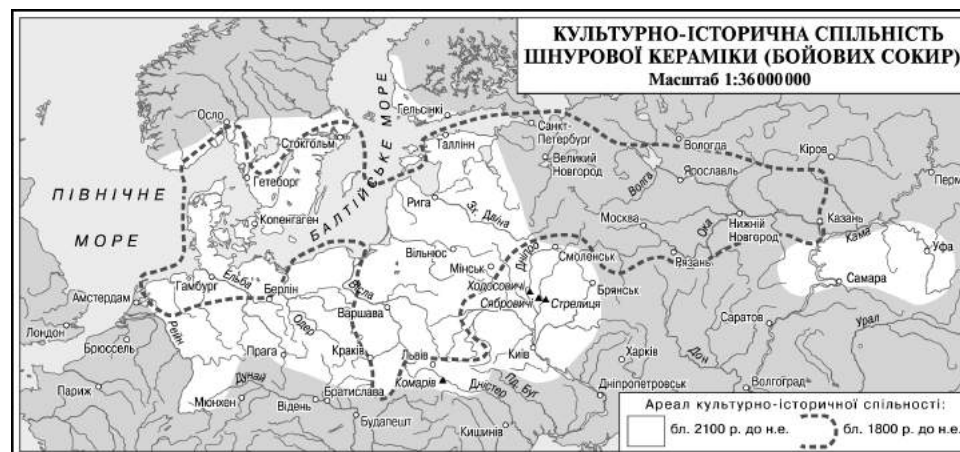 КУЛЬТУРНО-ІСТОРИЧНА СПІЛЬНІСТЬ
ШНУРОВОЇ КЕРАМІКИ (БОЙОВИХ СОКИР)
Масштаб 1:36000000
Осло
Стокгольм
Гетеборг
Копенгаген
ПІВНІЧНЕ
МОРЕ
БАЛТІЙСЬКЕ МОРЕ
Гельсінкі
Таллінн
Санкт-
Петербург
Великий
Новгород
Вологда
Волга
Ярославль
Кіров
Перм
Рига
Зх. Двіна
Москва
Ока
Нижній
Новгород
Казань
Кама
Уфа
Рязань
Самара
Вільнюс
Мінськ
Дніпро
Смоленськ
Ходосовичі
Сябровичі
Стрелиця
Брянськ
Гамбург
Ельба
Берлін
Вісла
Варшава
Амстердам
Рейн
Одер
Лондон
Брюссель
Прага
Краків
Львів
Київ
Харків
Саратов
Урал
Дон
Париж
Дунай
Мюнхен
Відень
Братислава
Комарів
Дністер
Пд. Буг
Дніпропетровськ
Волгоград
Будапешт
Кишинів
Ареал культурно-історичної спільності:
бл. 2100 р. до н.е.
бл. 1800 р. до н.е.